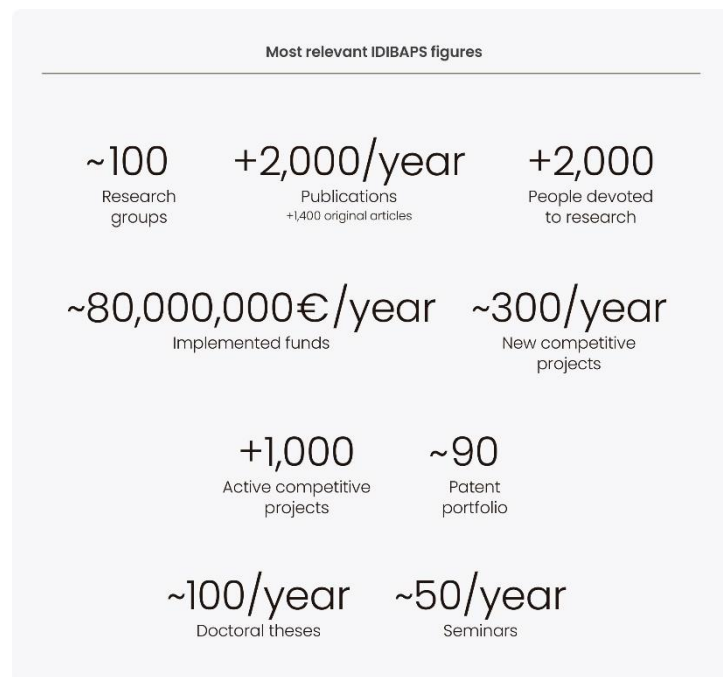 Most relevant IDIBAPS figures
~100
Research
groups
+2,000/year
Publications
+1,400 original articles
+2,000
People devoted
to research
~80,000,000€/year
Implemented funds
~300/year
New competitive
projects
+1,000
Active competitive
projects
~90
Patent
portfolio
~100/year
Doctoral theses
~50/year
Seminars